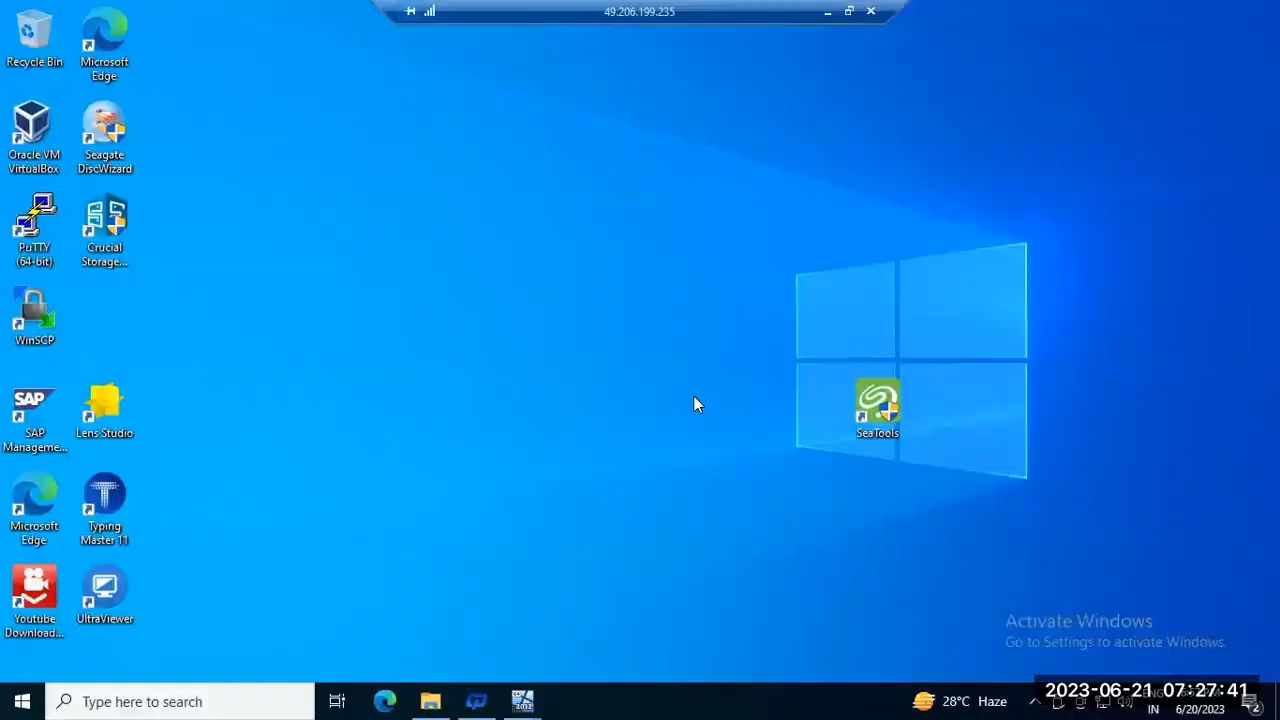 49.206.199.235
Recycle Bin
Microsoft
Edge
Oracle VM
VirtualBox
Seagate
DiscWizard
PuTTY
(64-bit)
Crucial
Storage...
WinSCP
SAP
SAP
Manageme...
Lens Studio
SeaTools
Microsoft
Edge
Typing
Master 11
Youtube
Download...
UltraViewer
Activate Windows
Go to Settings to activate Windows.
Type here to search
28°C Haze
2023-06-21 07:27:41
IN
6/20/2023
2